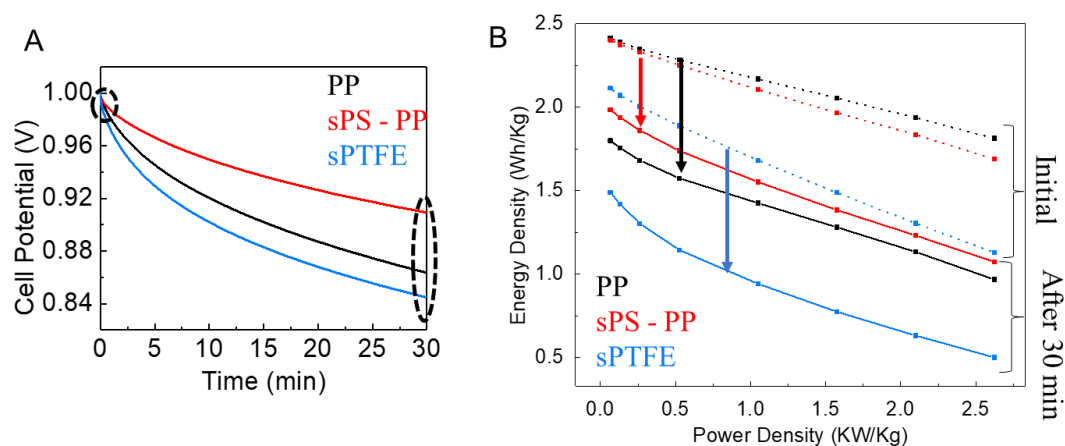 A
PP
sPS - PP
sPTFE
1.00
0.96
0.92
0.88
0.84
Cell Potential (V)
0 5 10 15 20 25 30
Time (min)
B
2.5
2.0
1.5
1.0
0.5
Energy Density (Wh/Kg)
PP
sPS - PP
sPTFE
0.0 0.5 1.0 1.5 2.0 2.5
Power Density (KW/Kg)
Initial
After 30 min